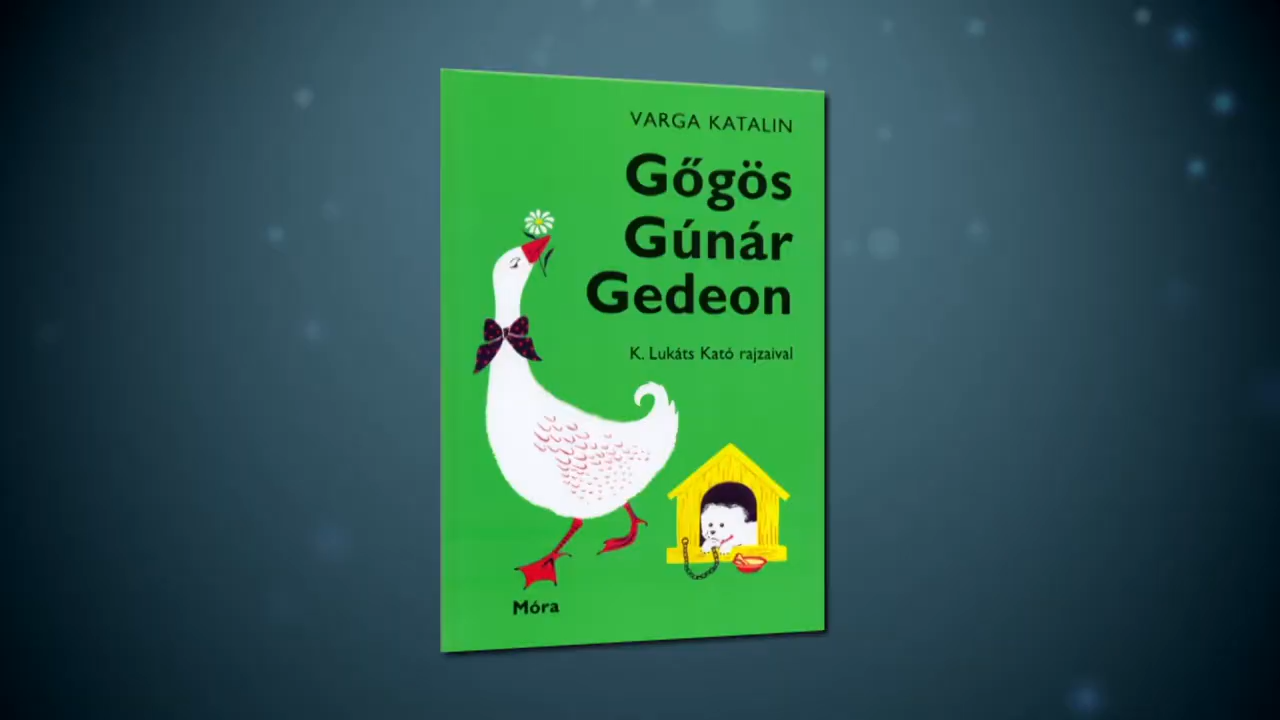 VARGA KATALIN
Gőgös
Gúnár
Gedeon
K. Lukáts Kató rajzaival
Móra